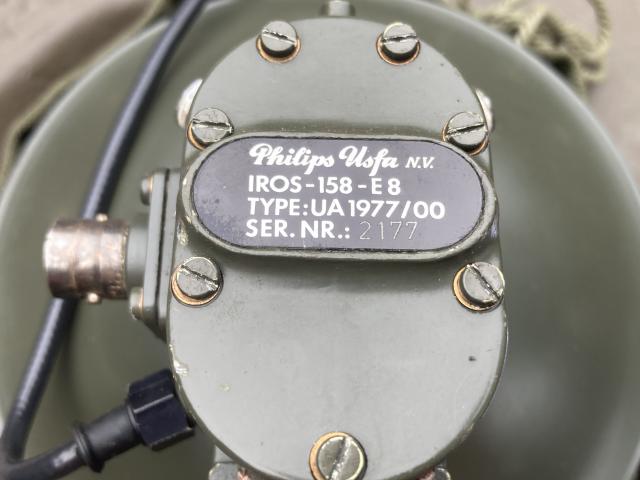 Philips Usfa N.V.
IROS-158-E8
TYPE: UA1977/00
SER. NR.: 2177